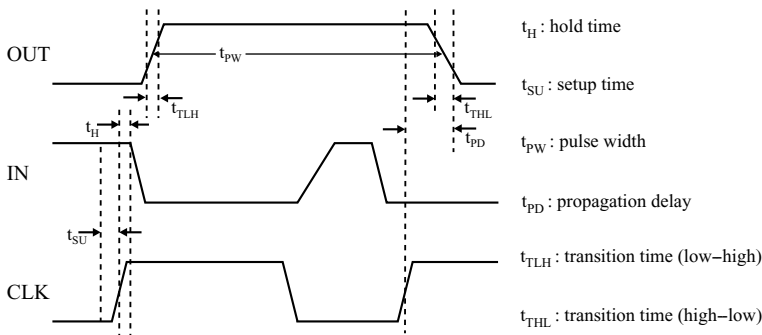 OUT
t_PW
t_TLH
t_THL
t_H
t_PD
IN
t_SU
CLK
t_H : hold time
t_SU : setup time
t_PW : pulse width
t_PD : propagation delay
t_TLH : transition time (low−high)
t_THL : transition time (high−low)